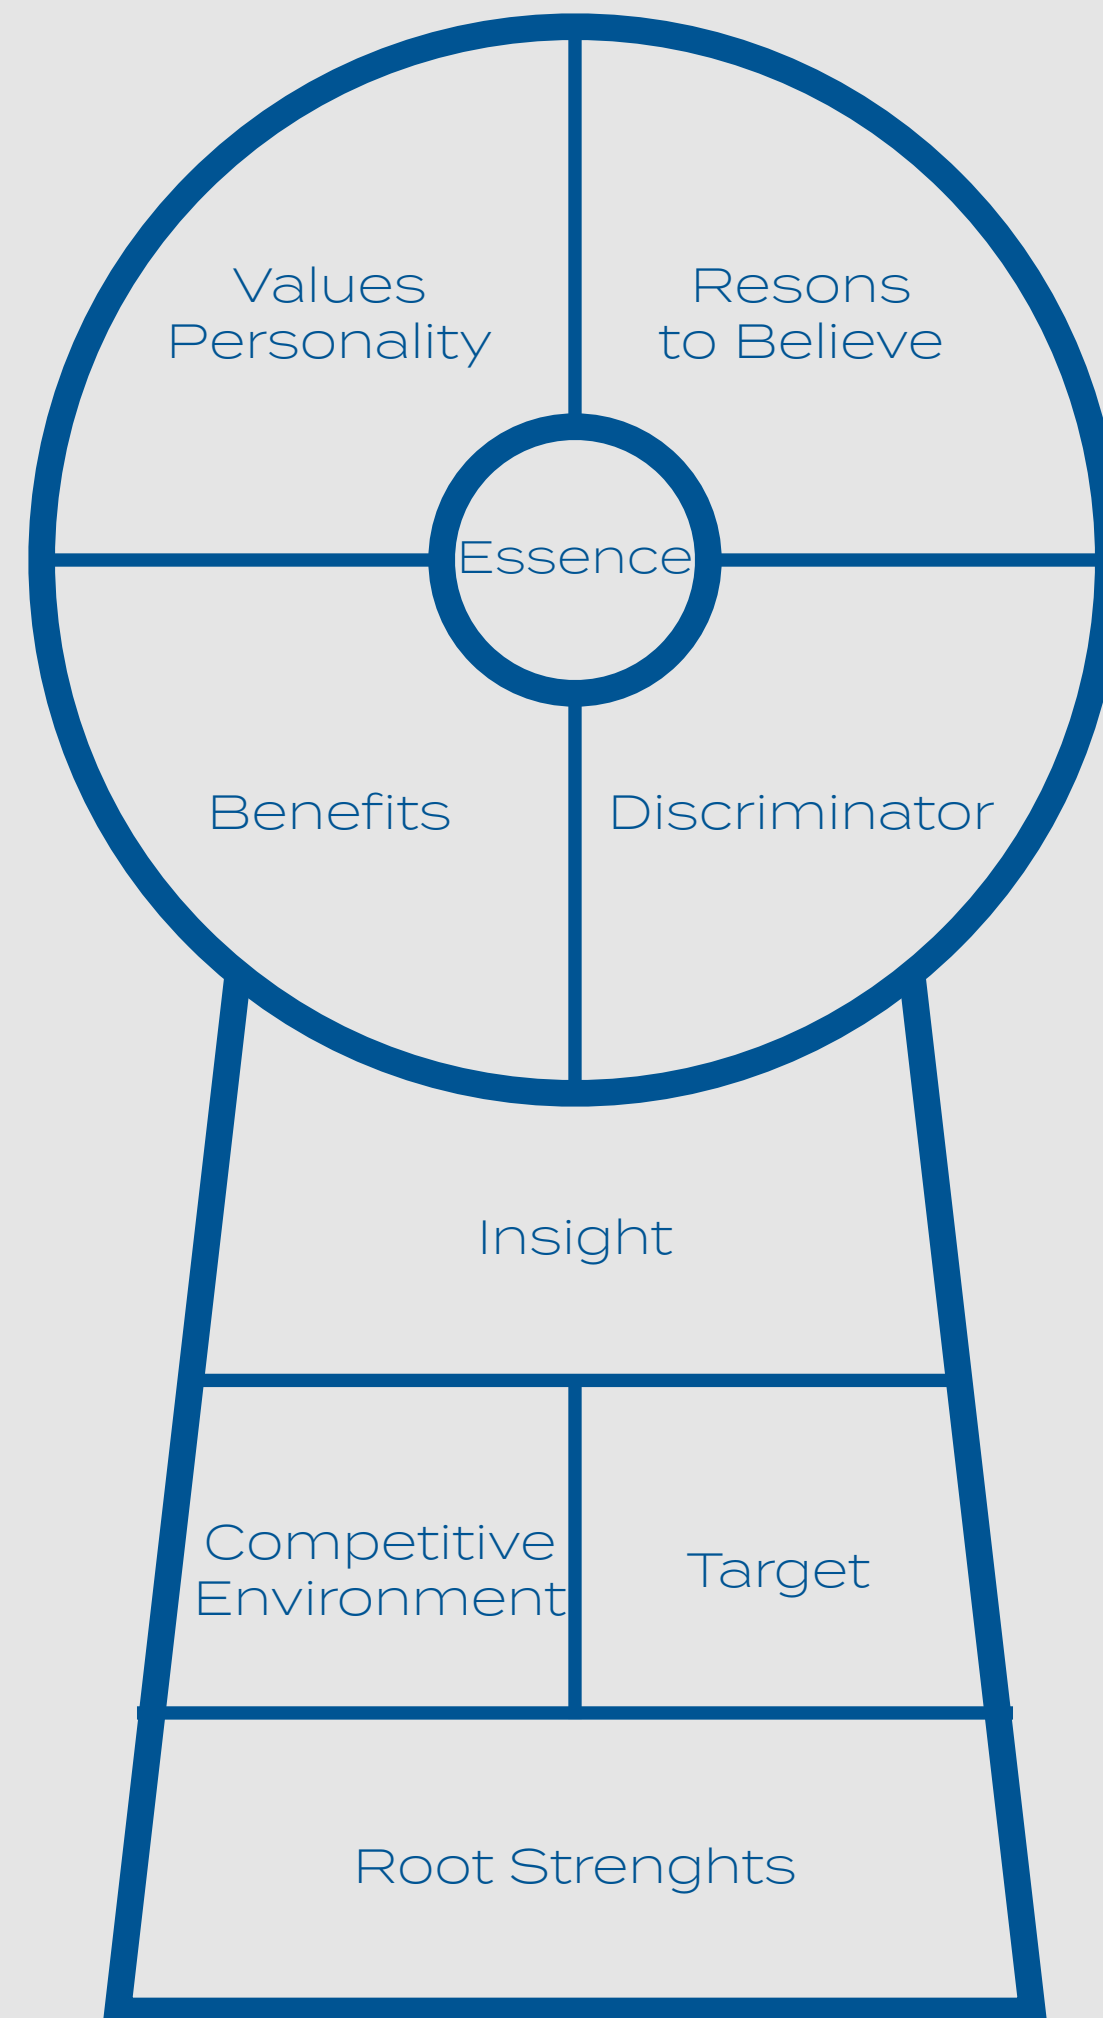 Values
Personality
Resons
to Believe
Essence
Benefits
Discriminator
Insight
Competitive
Environment
Target
Root Strenghts